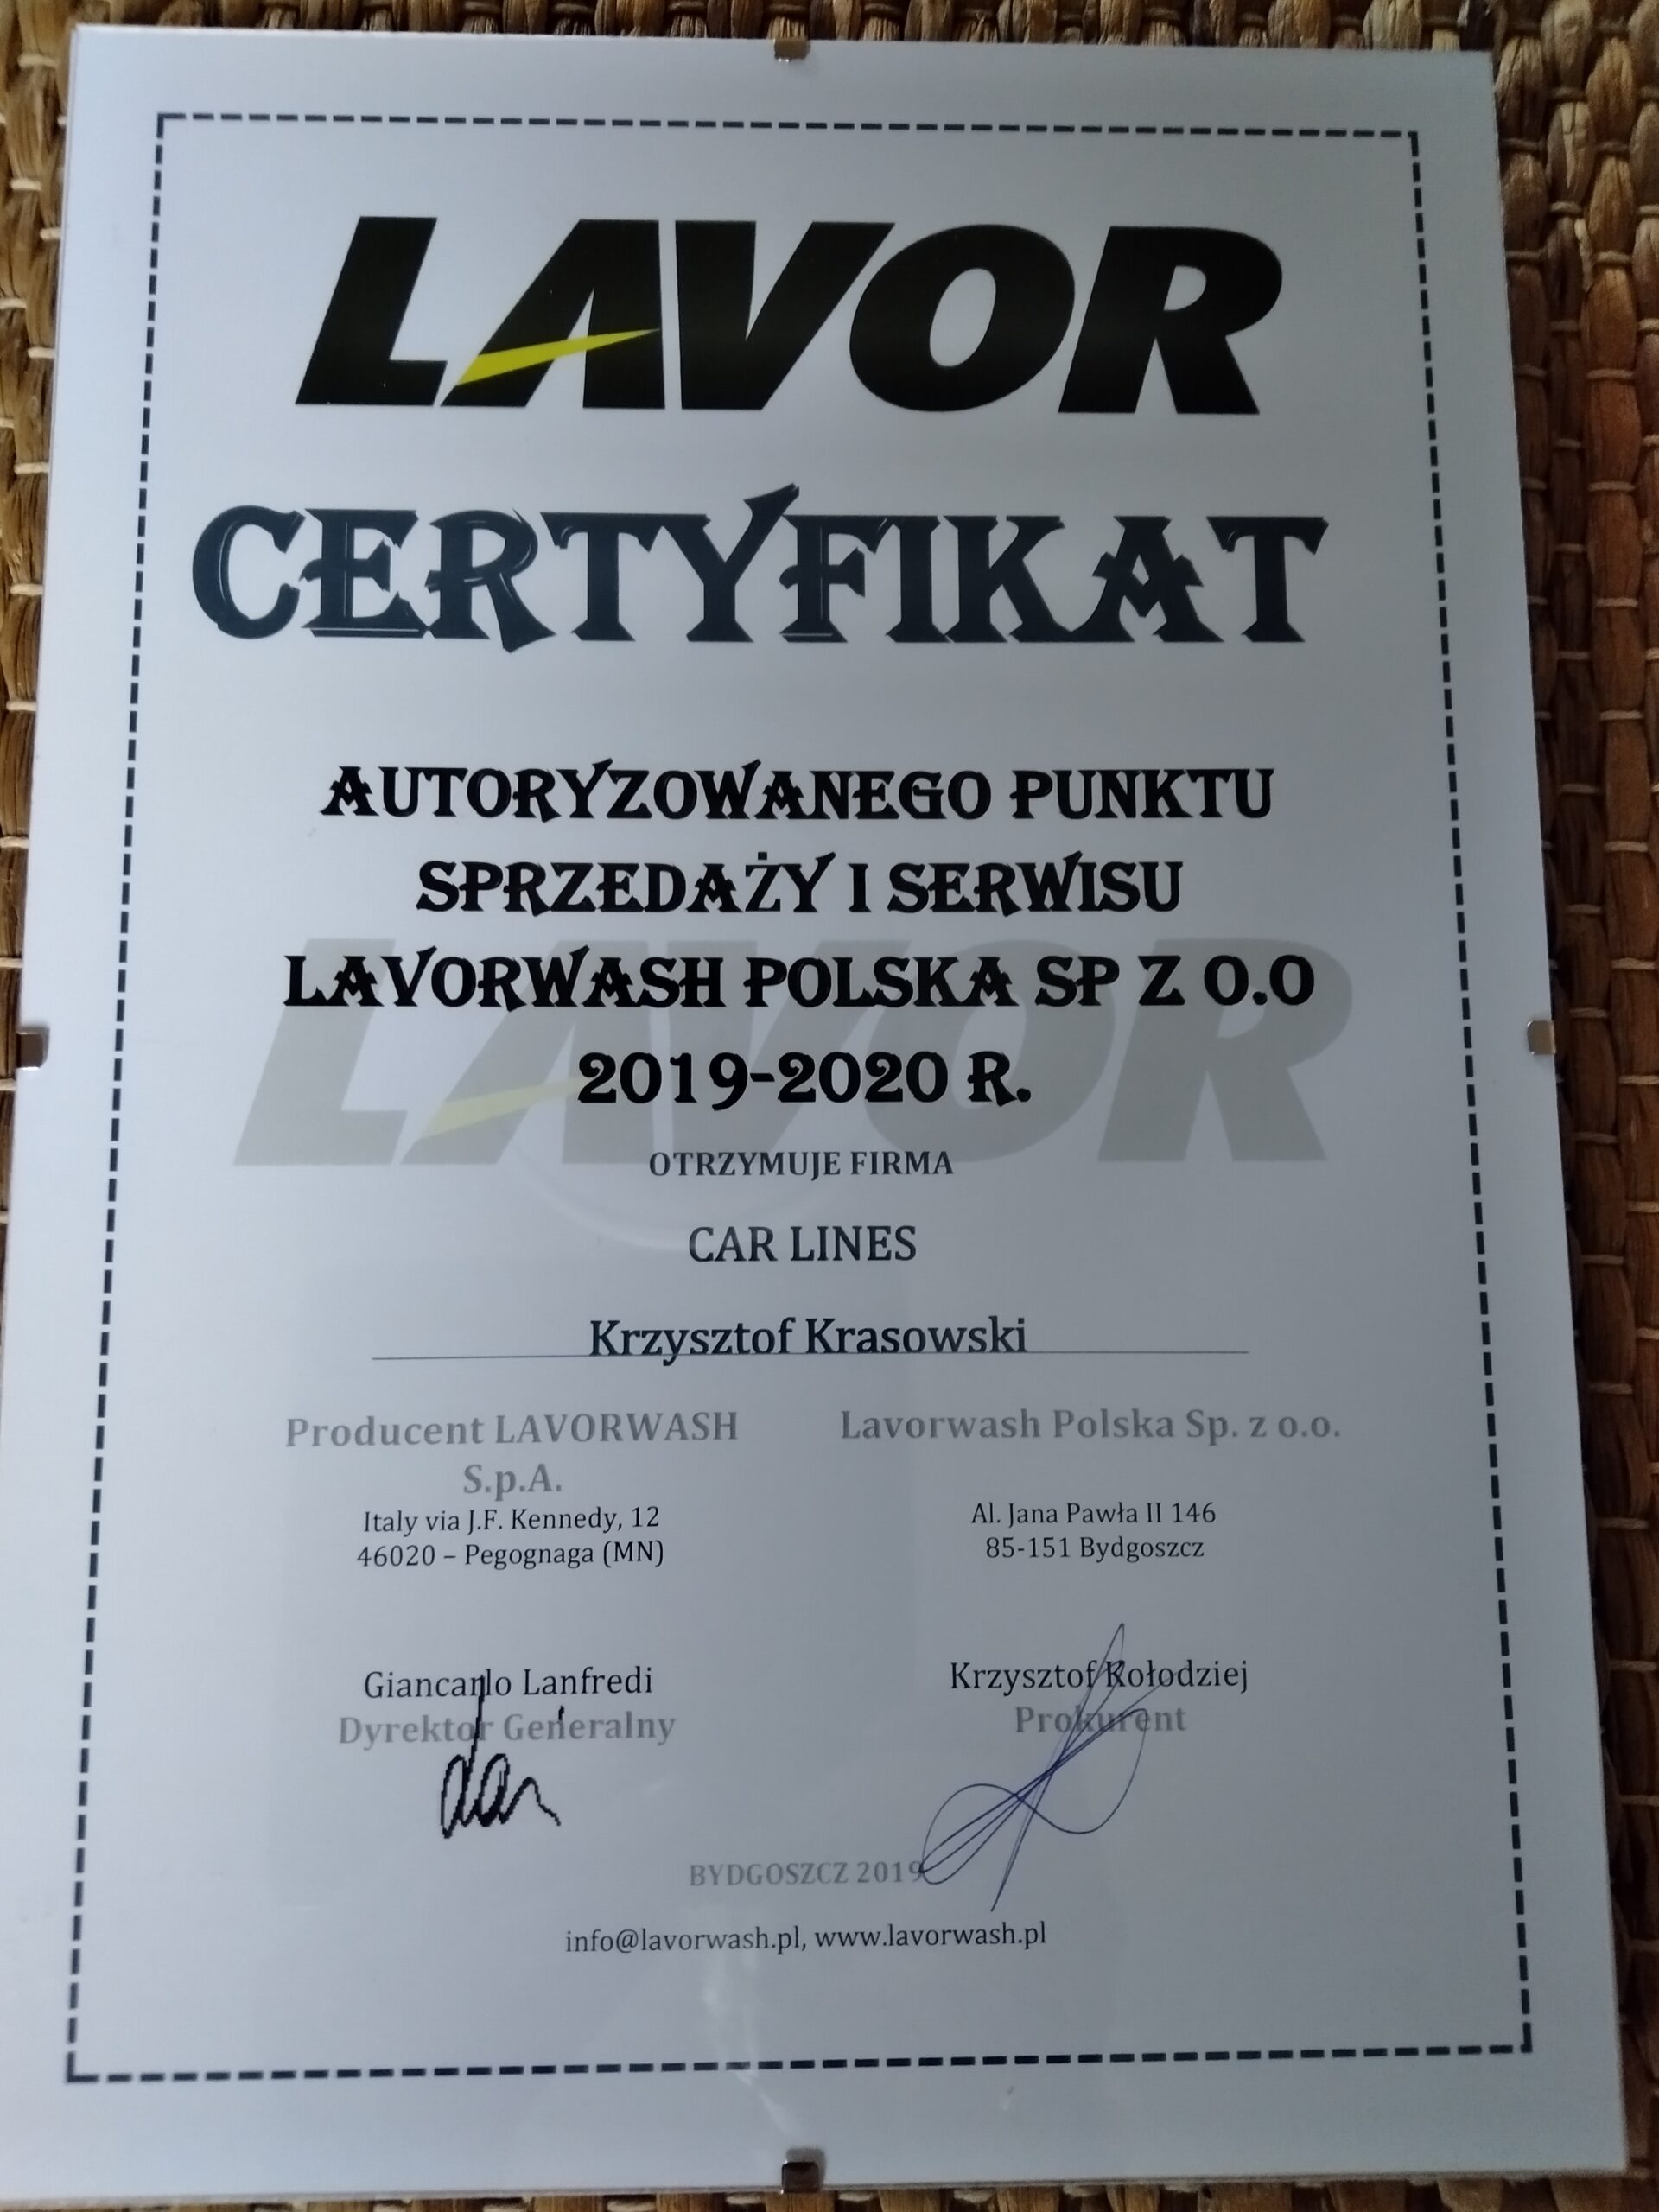 LAVOR
CERTYFIKAT
AUTORYZOWANEGO PUNKTU
SPRZEDAŻY I SERWISU
LAVORWASH POLSKA SP Z O.O
2019-2020 R.
LAVOR
OTRZYMUJE FIRMA
CAR LINES
Krzysztof Krasowski
Producent LAVORWASH
S.p.A.
Italy via J.F. Kennedy, 12
46020 – Pegognaga (MN)
Lavorwash Polska Sp. z o.o.
Al. Jana Pawła II 146
85-151 Bydgoszcz
Giancarlo Lanfredi
Dyrektor Generalny
Krzysztof Kołodziej
Prokurent
BYDGOSZCZ 2019
info@lavorwash.pl, www.lavorwash.pl